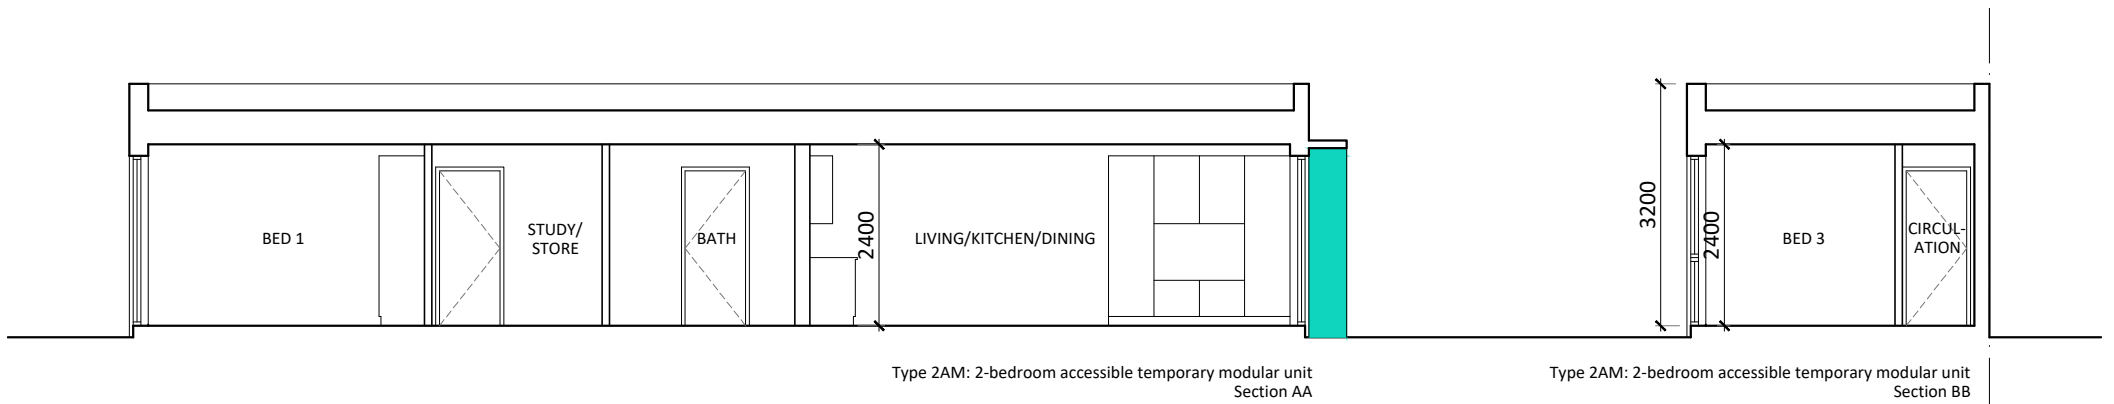 BED 1
STUDY/
STORE
BATH
2400
LIVING/KITCHEN/DINING
3200
2400
BED 3
CIRCUL-
ATION
Type 2AM: 2-bedroom accessible temporary modular unit
Section AA
Type 2AM: 2-bedroom accessible temporary modular unit
Section BB